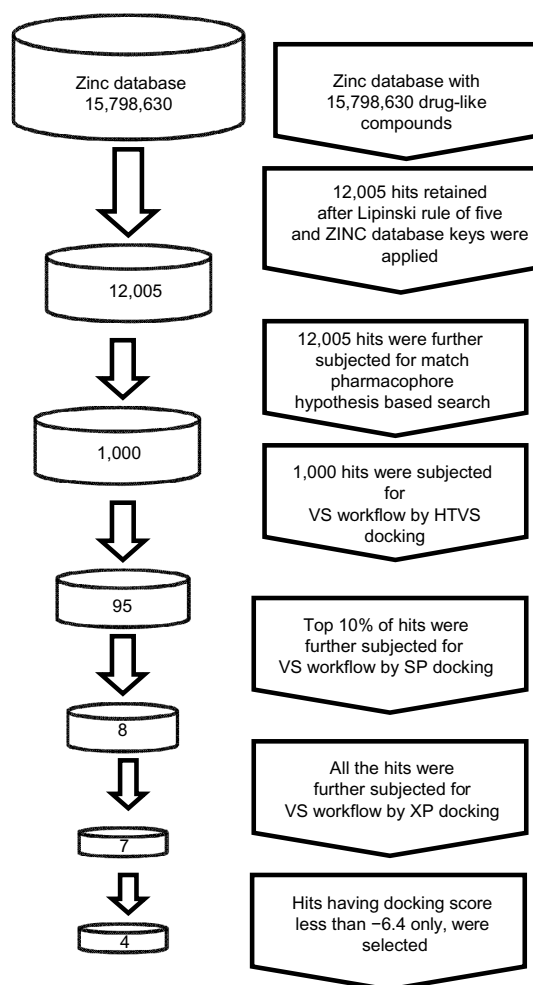 Zinc database
15,798,630
Zinc database with
15,798,630 drug-like
compounds
12,005 hits retained
after Lipinski rule of five
and ZINC database keys were
applied
12,005
12,005 hits were further
subjected for match
pharmacophore
hypothesis based search
1,000
1,000 hits were subjected
for
VS workflow by HTVS
docking
95
Top 10% of hits were
further subjected for
VS workflow by SP docking
8
All the hits were
further subjected for
VS workflow by XP docking
7
Hits having docking score
less than −6.4 only, were
selected
4